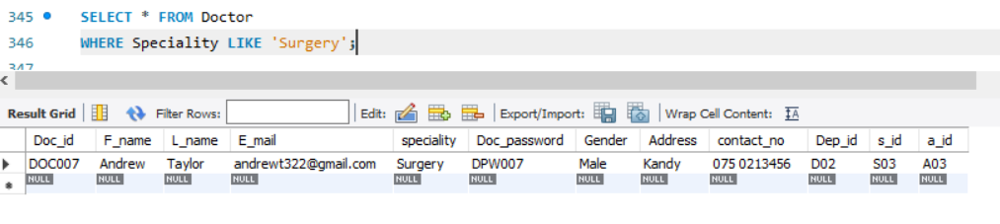 345 SELECT * FROM Doctor
346 WHERE Speciality LIKE 'Surgery';
347
Result Grid Filter Rows: Edit: Export/Import: Wrap Cell Content: IA
Doc_id F_name L_name E_mail speciality Doc_password Gender Address contact_no Dep_id s_id a_id
DOC007 Andrew Taylor andrewt322@gmail.com Surgery DPW007 Male Kandy 075 0213456 D02 S03 A03
NULL NULL NULL NULL NULL NULL NULL NULL NULL NULL NULL NULL